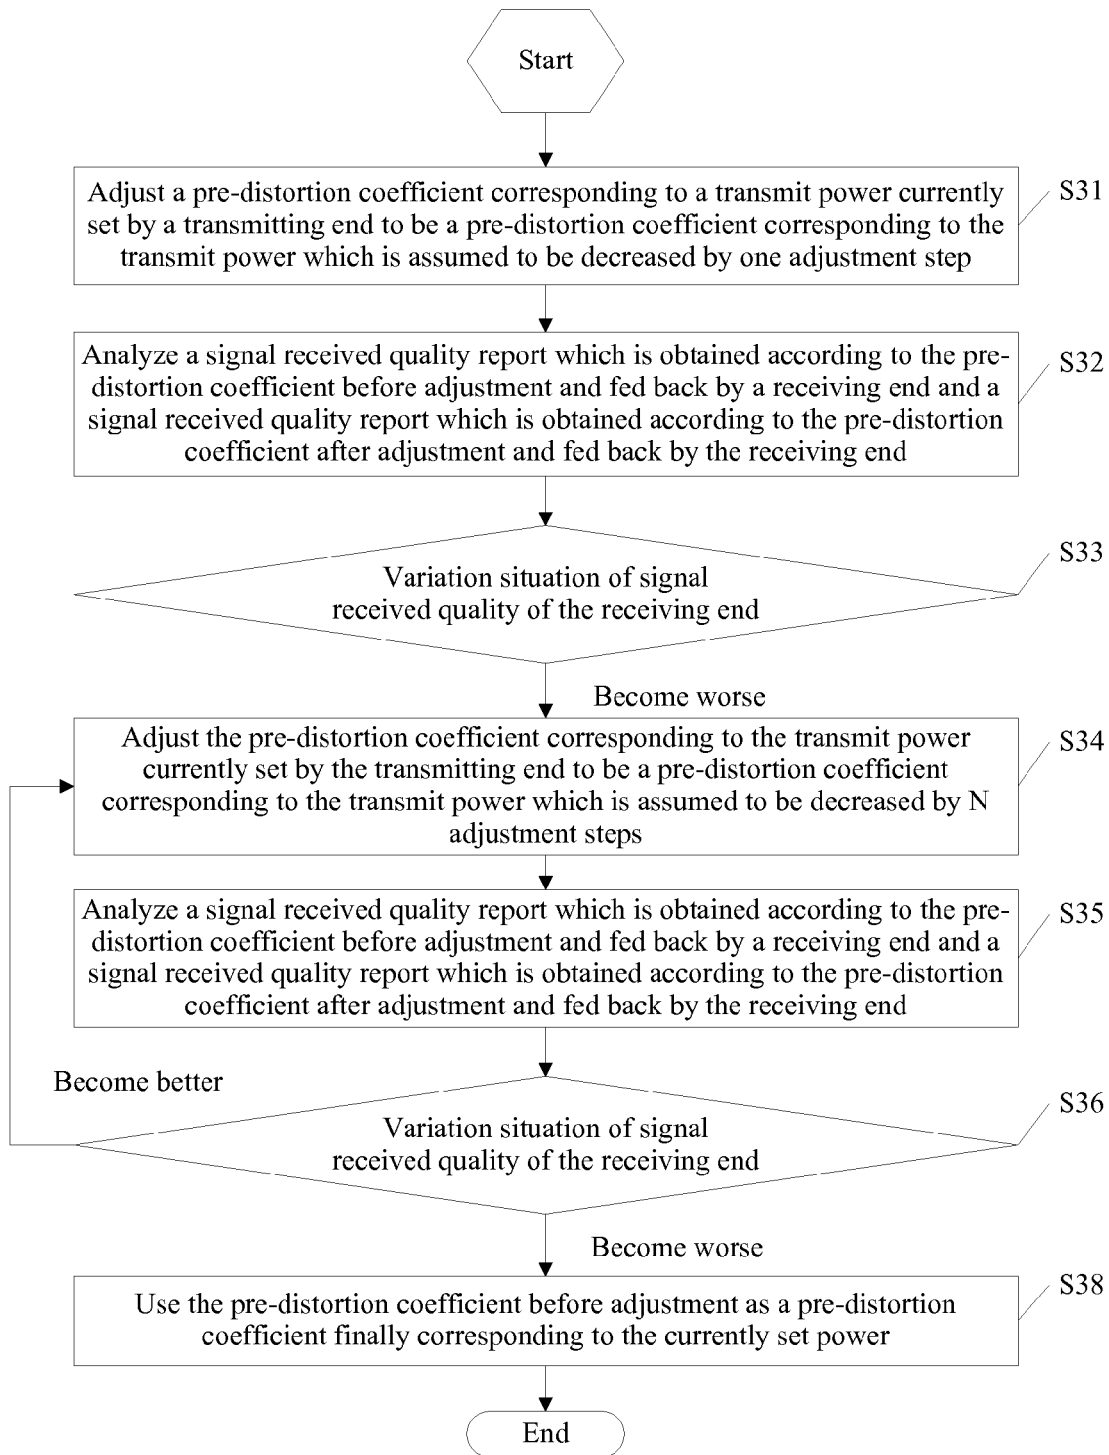 Start
Adjust a pre-distortion coefficient corresponding to a transmit power currently
set by a transmitting end to be a pre-distortion coefficient corresponding to the
transmit power which is assumed to be decreased by one adjustment step
S31
Analyze a signal received quality report which is obtained according to the pre-
distortion coefficient before adjustment and fed back by a receiving end and a
signal received quality report which is obtained according to the pre-distortion
coefficient after adjustment and fed back by the receiving end
S32
Variation situation of signal
received quality of the receiving end
S33
Become worse
Adjust the pre-distortion coefficient corresponding to the transmit power
currently set by the transmitting end to be a pre-distortion coefficient
corresponding to the transmit power which is assumed to be decreased by N
adjustment steps
S34
Analyze a signal received quality report which is obtained according to the pre-
distortion coefficient before adjustment and fed back by a receiving end and a
signal received quality report which is obtained according to the pre-distortion
coefficient after adjustment and fed back by the receiving end
S35
Become better
Variation situation of signal
received quality of the receiving end
S36
Become worse
Use the pre-distortion coefficient before adjustment as a pre-distortion
coefficient finally corresponding to the currently set power
S38
End